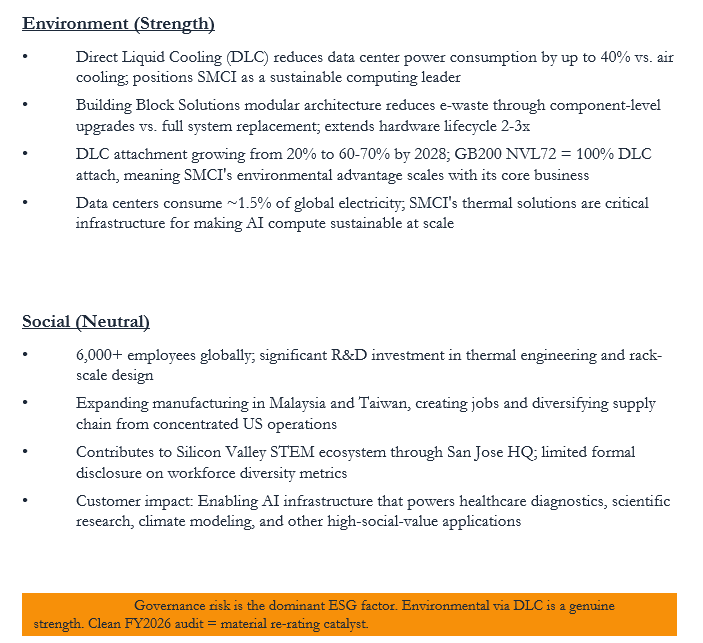 Environment (Strength)
• Direct Liquid Cooling (DLC) reduces data center power consumption by up to 40% vs. air
cooling; positions SMCI as a sustainable computing leader
• Building Block Solutions modular architecture reduces e-waste through component-level
upgrades vs. full system replacement; extends hardware lifecycle 2-3x
• DLC attachment growing from 20% to 60-70% by 2028; GB200 NVL72 = 100% DLC
attach, meaning SMCI's environmental advantage scales with its core business
• Data centers consume ~1.5% of global electricity; SMCI's thermal solutions are critical
infrastructure for making AI compute sustainable at scale
Social (Neutral)
• 6,000+ employees globally; significant R&D investment in thermal engineering and rack-
scale design
• Expanding manufacturing in Malaysia and Taiwan, creating jobs and diversifying supply
chain from concentrated US operations
• Contributes to Silicon Valley STEM ecosystem through San Jose HQ; limited formal
disclosure on workforce diversity metrics
• Customer impact: Enabling AI infrastructure that powers healthcare diagnostics, scientific
research, climate modeling, and other high-social-value applications
Governance risk is the dominant ESG factor. Environmental via DLC is a genuine
strength. Clean FY2026 audit = material re-rating catalyst.